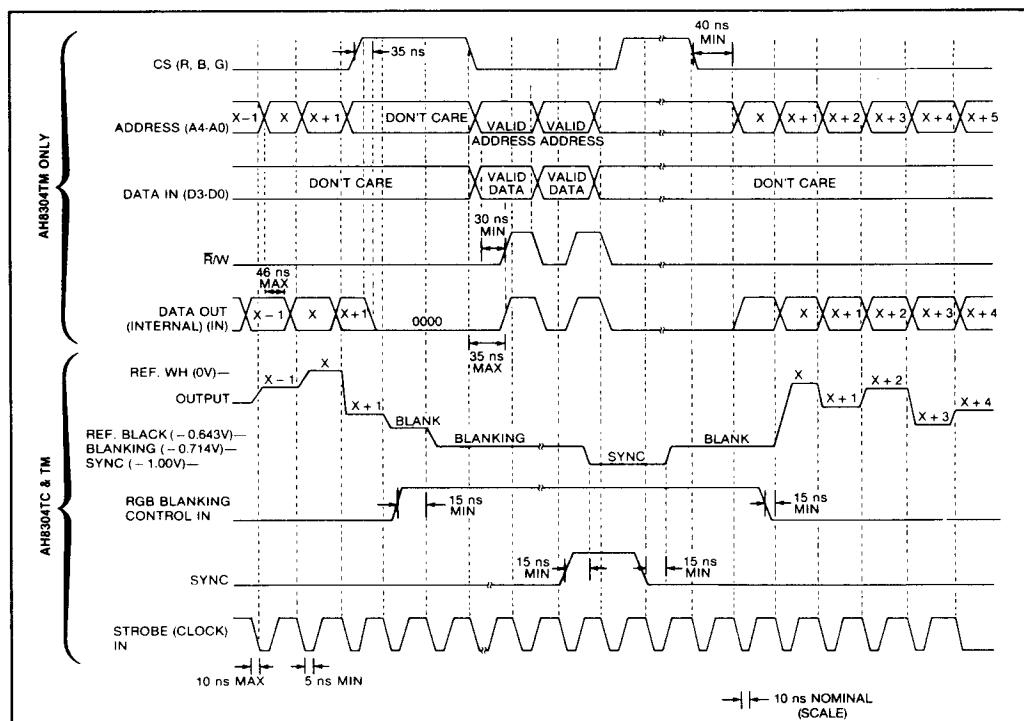 AH8304TM ONLY
40 ns
MIN
35 ns
CS (R, B, G)
X-1 X X+1 DON'T CARE VALID ADDRESS VALID ADDRESS X X+1 X+2 X+3 X+4 X+5
ADDRESS (A4-A0)
DATA IN (D3-D0) DON'T CARE VALID DATA VALID DATA DON'T CARE
30 ns
MIN
R̅/W
46 ns
MAX
DATA OUT
(INTERNAL) (IN)
X-1 X X+1 0000 X X+1 X+2 X+3 X+4
35 ns
MAX
AH8304TC & TM
REF. WH (0V)—
OUTPUT
X-1 X X+1 BLANK BLANKING SYNC BLANK X X+1 X+2 X+3 X+4
REF. BLACK (-0.643V)—
BLANKING (-0.714V)—
SYNC (-1.00V)—
RGB BLANKING
CONTROL IN
15 ns
MIN
15 ns
MIN
SYNC
15 ns
MIN
15 ns
MIN
STROBE (CLOCK)
IN
10 ns MAX
5 ns MIN
10 ns NOMINAL
(SCALE)